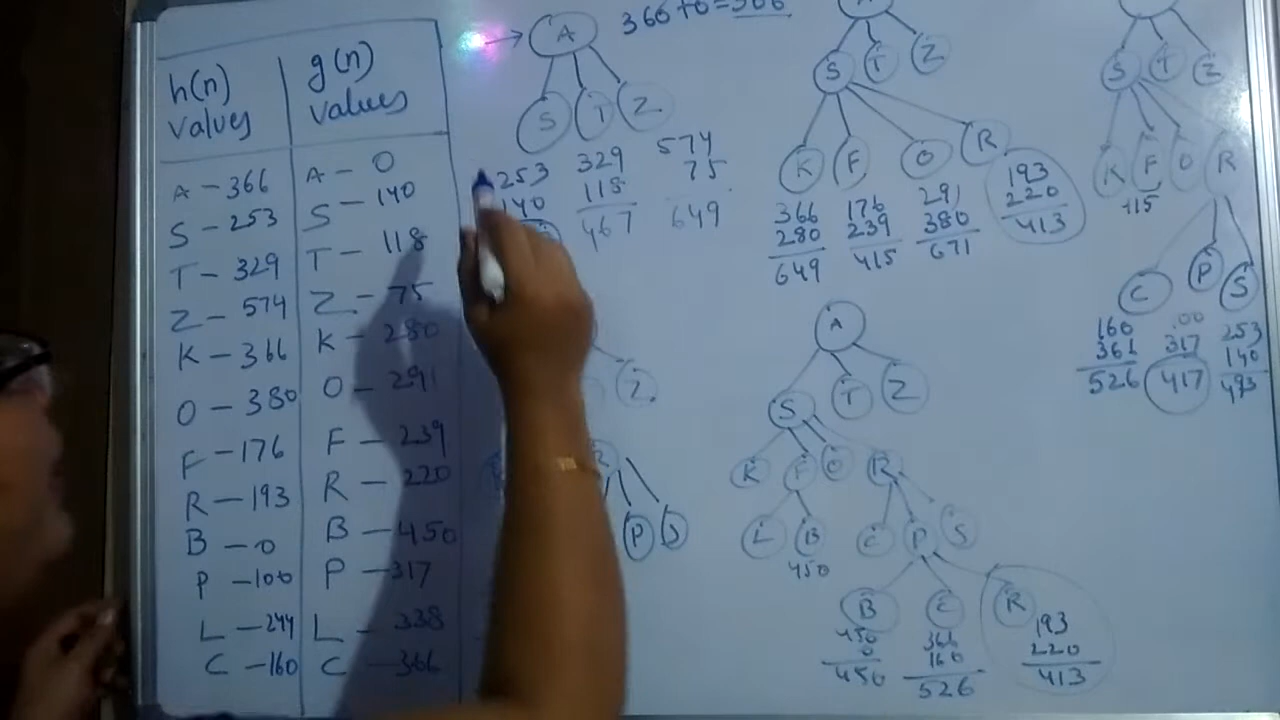 h(n) values
g(n) values
A - 366
A - 0
S - 253
S - 140
T - 329
T - 118
Z - 574
Z - 75
K - 366
K - 280
O - 380
O - 291
F - 176
F - 239
R - 193
R - 220
B - 0
B - 450
P - 100
P - 317
L - 244
L - 338
C - 160
C - 366
366+0=366
A
S T Z
253 329 574
140 118 75
467 649
Z
P S
S T Z
K F O R
366 176 291 193
280 239 380 220
649 415 671 413
A
S T Z
K F O R
L B C P S
450
B C R
450 366 193
0 160 220
450 526 413
S T Z
K F O R
415
C P S
160 100 253
361 317 140
526 417 493